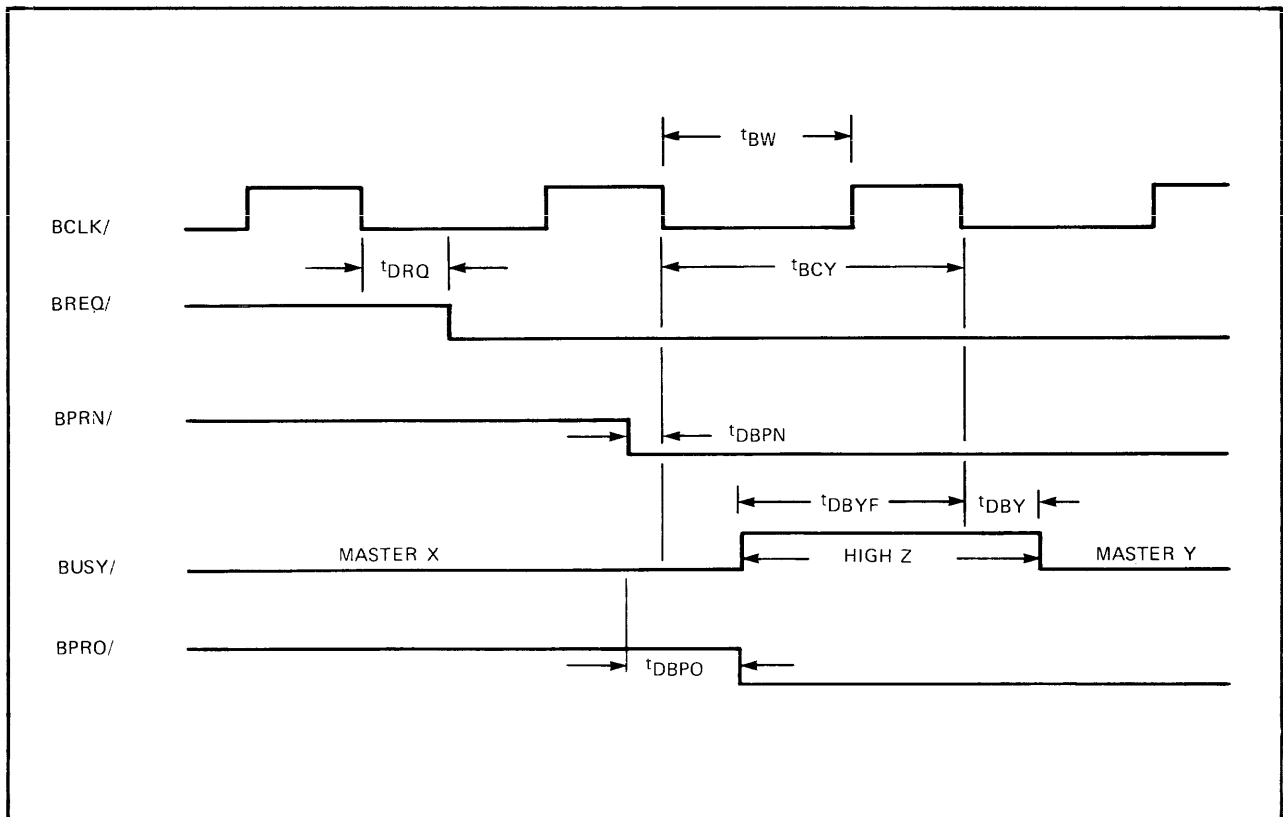 tBW
BCLK/
tDRQ
tBCY
BREQ/
BPRN/
tDBPN
tDBYF
tDBY
MASTER X
HIGH Z
MASTER Y
BUSY/
BPRO/
tDBPO